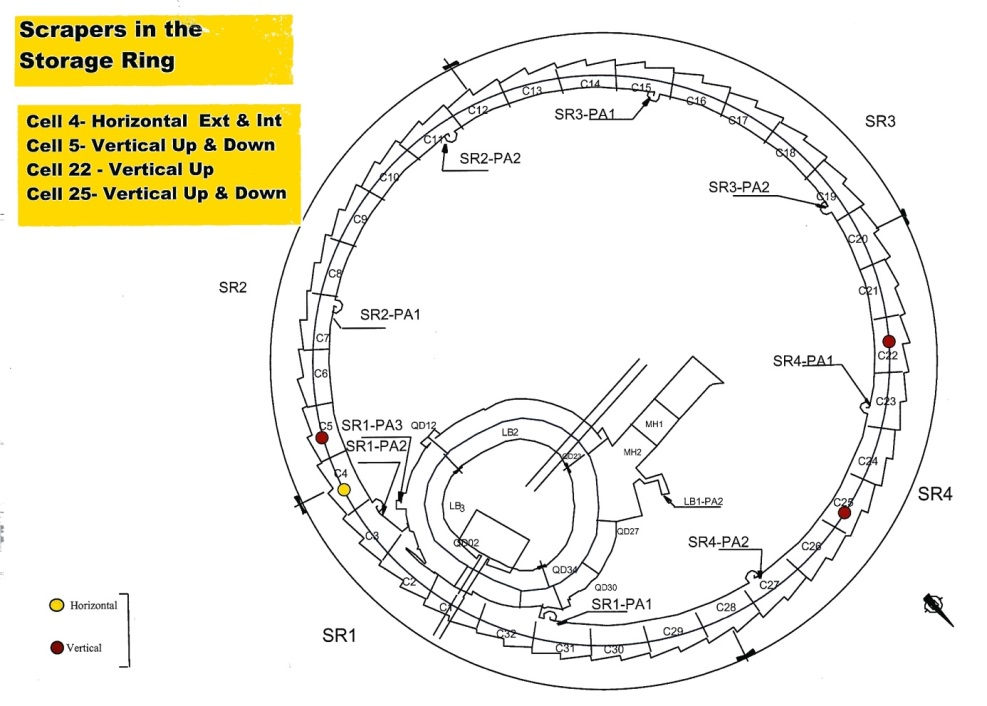 Scrapers in the
Storage Ring
Cell 4- Horizontal Ext & Int
Cell 5- Vertical Up & Down
Cell 22 - Vertical Up
Cell 25- Vertical Up & Down
C14
C15
C13
C16
C12
SR3-PA1
C17
SR3
C11
SR2-PA2
C18
C10
SR3-PA2
C19
C9
C20
C8
SR2
C21
SR2-PA1
C7
C22
SR4-PA1
C6
C23
SR1-PA3
QD12
C5
LB2
MH1
SR1-PA2
MH2
QD23
C4
C24
SR4
LB1-PA2
C25
LB3
C3
QD02
QD27
SR4-PA2
C26
QD34
C2
C27
QD30
Horizontal
C1
SR1-PA1
C28
SR1
C32
C29
Vertical
C31
C30